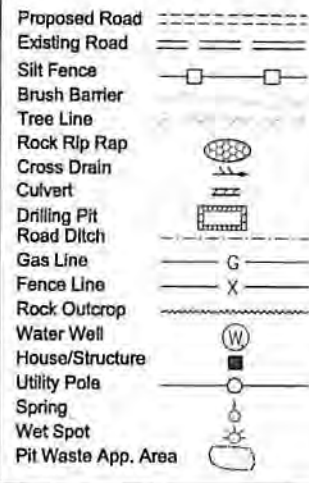 Proposed Road
Existing Road
Silt Fence
Brush Barrier
Tree Line
Rock Rip Rap
Cross Drain
Culvert
Drilling Pit
Road Ditch
Gas Line G
Fence Line X
Rock Outcrop
Water Well W
House/Structure
Utility Pole
Spring
Wet Spot
Pit Waste App. Area